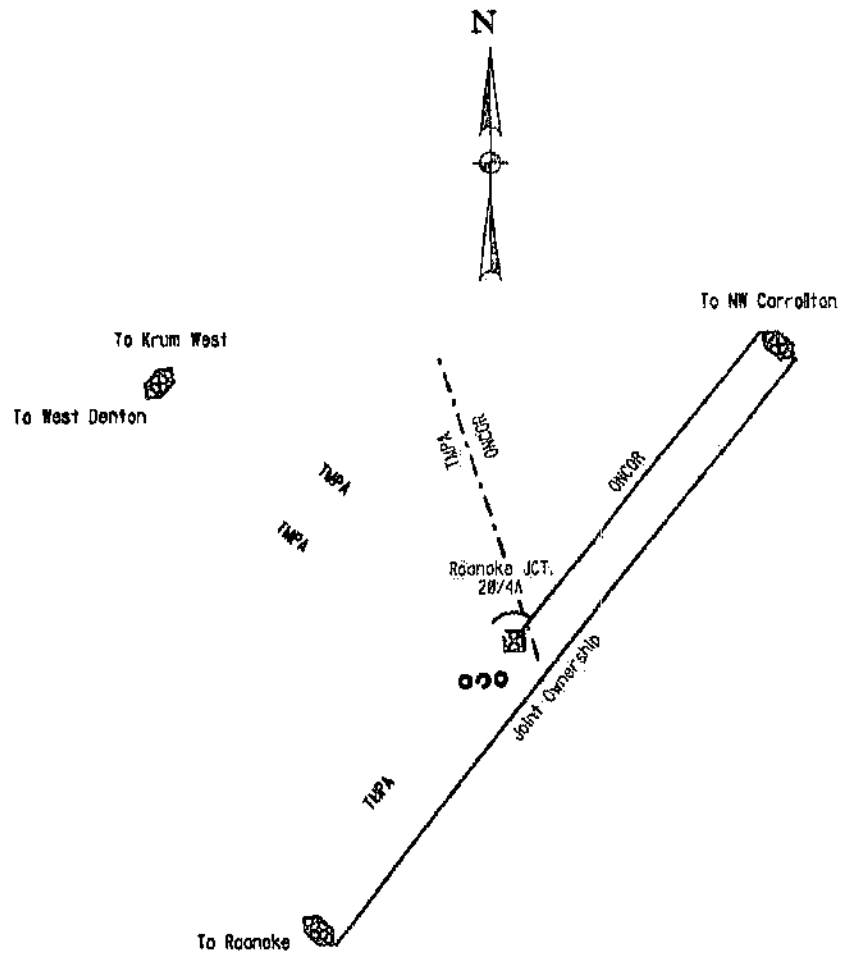 N
To NW Carrollton
To Krum West
To West Denton
TMPA
ONCOR
ONCOR
TMPA
TMPA
Roanoke JCT.
20/4A
Joint Ownership
TMPA
To Roanoke